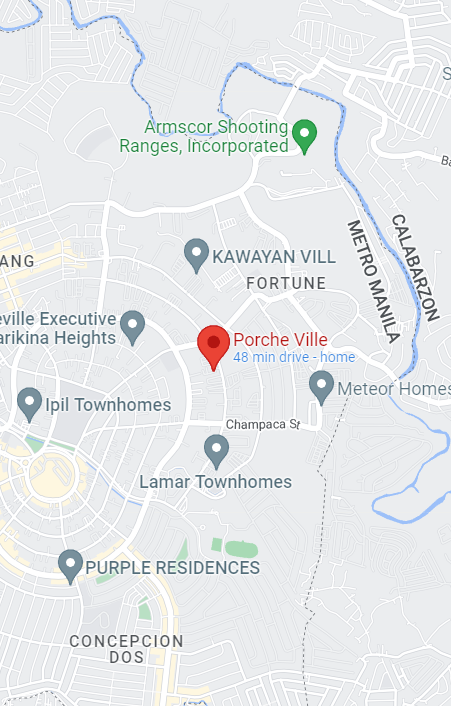 Armscor Shooting
Ranges, Incorporated
ANG
KAWAYAN VILL
FORTUNE
METRO MANILA
CALABARZON
eville Executive
arikina Heights
Porche Ville
48 min drive - home
Meteor Homes
Ipil Townhomes
Champaca St
Lamar Townhomes
PURPLE RESIDENCES
CONCEPCION
DOS
S
Ba